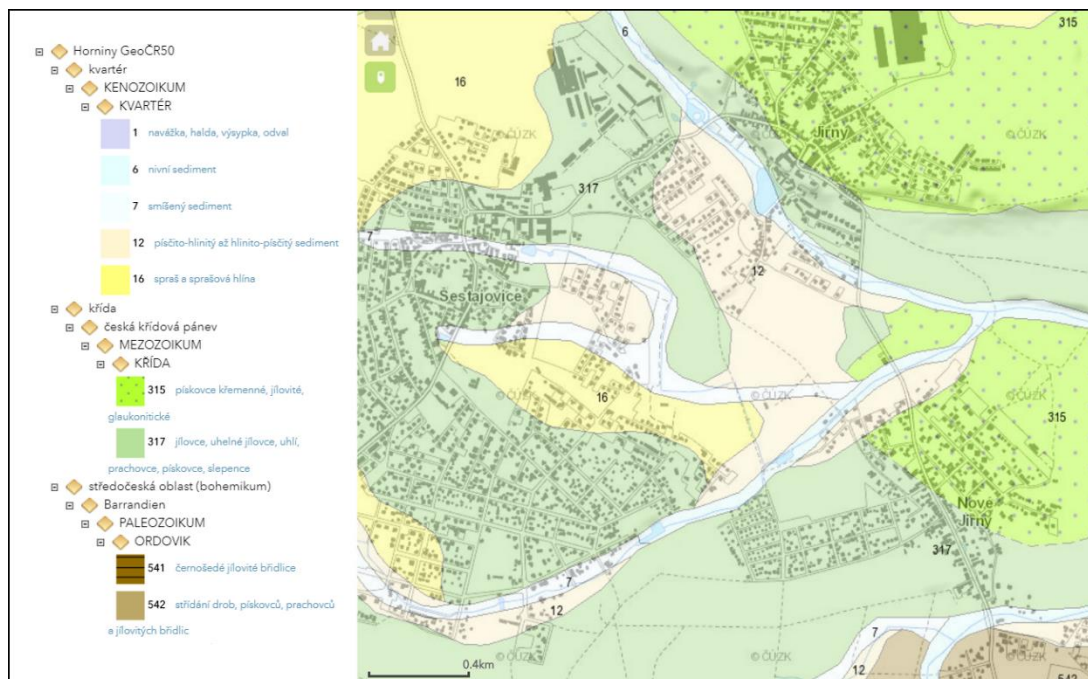 Horniny GeoČR50
kvartér
KENOZOIKUM
KVARTÉR
1 navážka, halda, výsypka, odval
6 nivní sediment
7 smíšený sediment
12 písčito-hlinitý až hlinito-písčitý sediment
16 spraš a sprašová hlína
křída
česká křídová pánev
MEZOZOIKUM
KŘÍDA
315 pískovce křemenné, jílovité,
glaukonitické
317 jílovce, uhelné jílovce, uhlí,
prachovce, pískovce, slepence
středočeská oblast (bohemikum)
Barrandien
PALEOZOIKUM
ORDOVIK
541 černošedé jílovité břidlice
542 střídání drob, pískovců, prachovců
a jílovitých břidlic
6
315
16
© ČÚZK
Jirny
© ČÚZK
317
7
12
Šestajovice
© ČÚZK
16
© ČÚZK
© ČÚZK
315
Nové
Jirny
317
7
12
7
© ČÚZK
© ČÚZK
12
542
0.4km